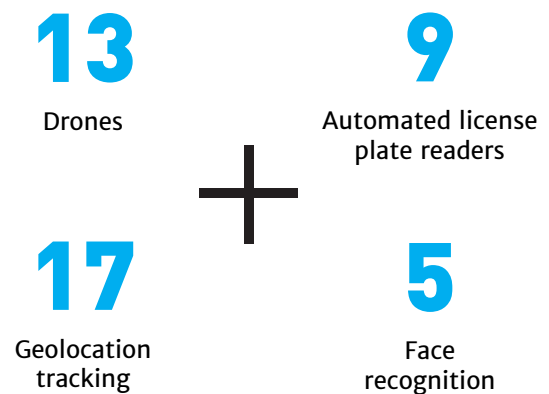 13
Drones
9
Automated license
plate readers
17
Geolocation
tracking
5
Face
recognition